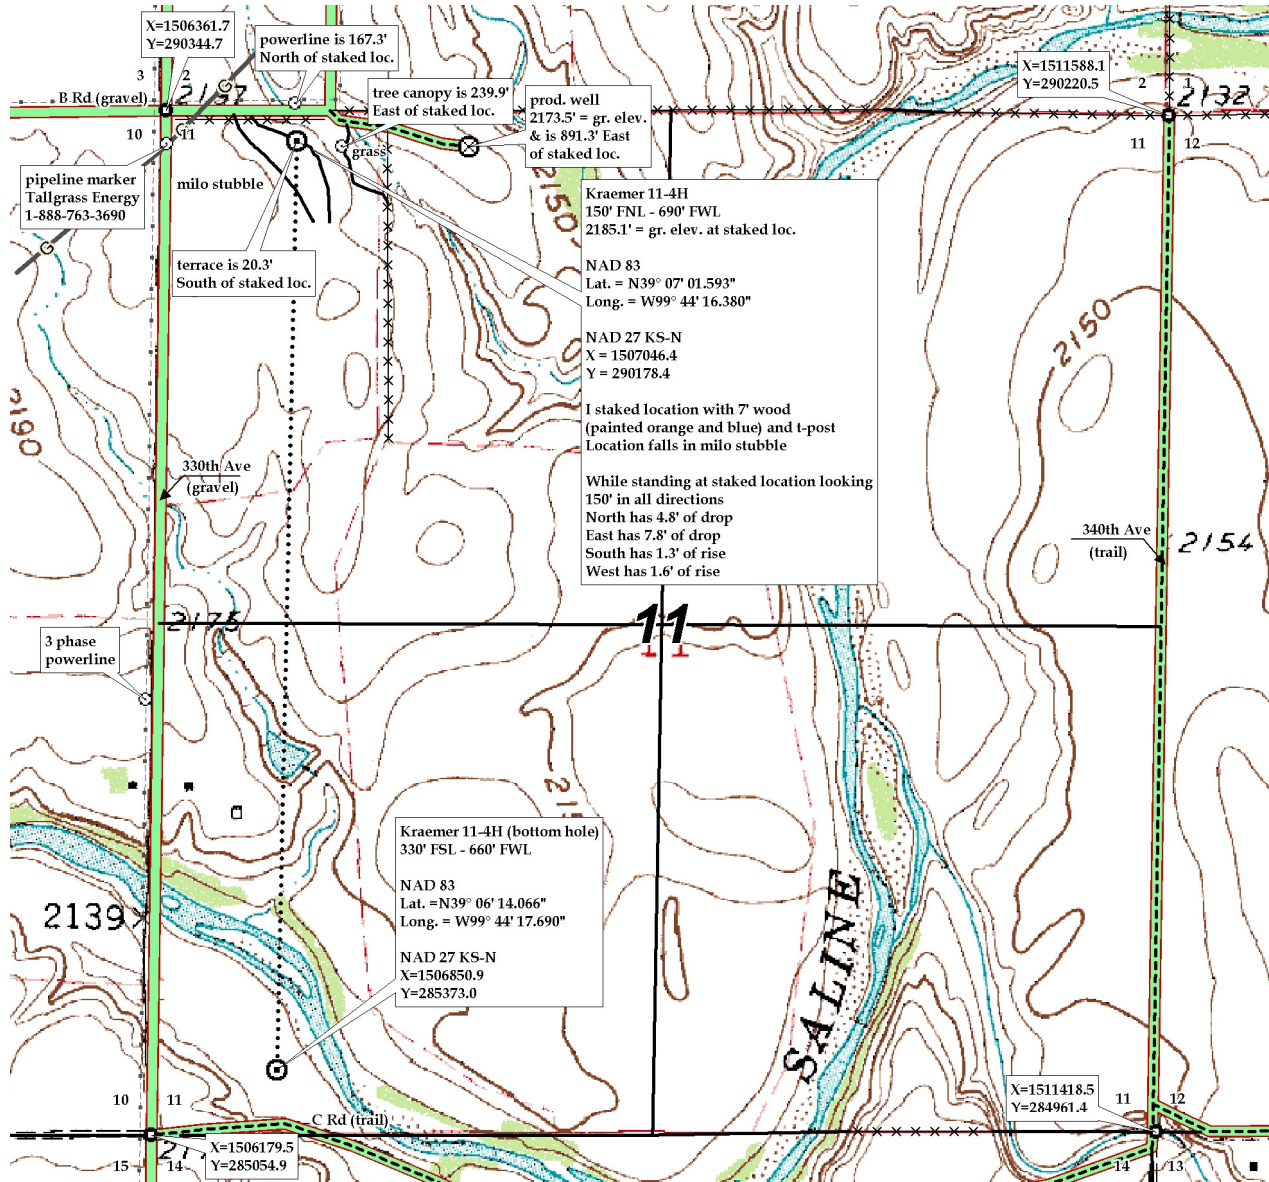 X=1506361.7
Y=290344.7
powerline is 167.3'
North of staked loc.
3
2
2157
G
B Rd (gravel)
10
11
G
tree canopy is 239.9'
East of staked loc.
prod. well
2173.5' = gr. elev.
& is 891.3' East
of staked loc.
X=1511588.1
Y=290220.5
2
1
2132
11
12
grass
pipeline marker
Tallgrass Energy
1-888-763-3690
milo stubble
G
terrace is 20.3'
South of staked loc.
2150
Kraemer 11-4H
150' FNL - 690' FWL
2185.1' = gr. elev. at staked loc.
NAD 83
Lat. = N39° 07' 01.593"
Long. = W99° 44' 16.380"
NAD 27 KS-N
X = 1507046.4
Y = 290178.4
I staked location with 7' wood
(painted orange and blue) and t-post
Location falls in milo stubble
While standing at staked location looking
150' in all directions
North has 4.8' of drop
East has 7.8' of drop
South has 1.3' of rise
West has 1.6' of rise
2150
2160
330th Ave
(gravel)
340th Ave
(trail)
2154
2175
11
11
3 phase
powerline
Kraemer 11-4H (bottom hole)
330' FSL - 660' FWL
NAD 83
Lat. =N39° 06' 14.066"
Long. = W99° 44' 17.690"
NAD 27 KS-N
X=1506850.9
Y=285373.0
2139
SALINE
10
11
C Rd (trail)
X=1506179.5
Y=285054.9
15
14
X=1511418.5
Y=284961.4
11
12
14
13